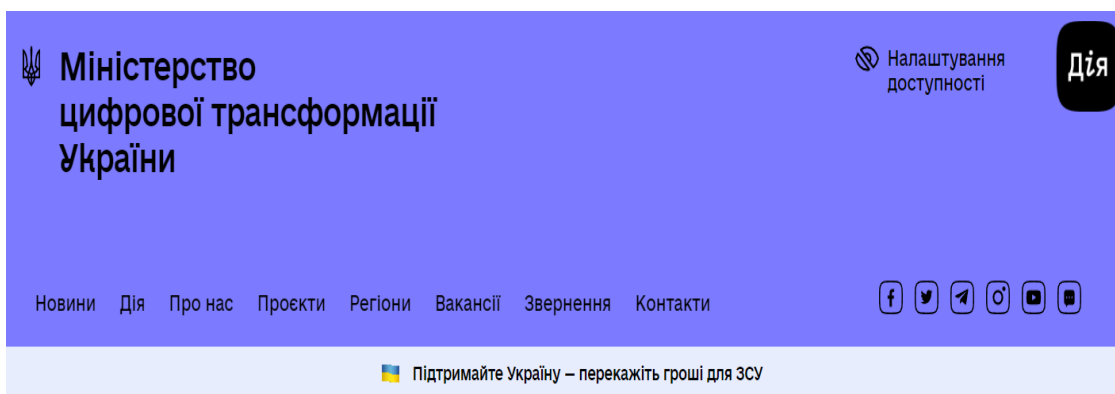 Міністерство
цифрової трансформації
України
Налаштування
доступності
Дія
Новини Дія Про нас Проєкти Регіони Вакансії Звернення Контакти
Підтримайте Україну – перекажіть гроші для ЗСУ